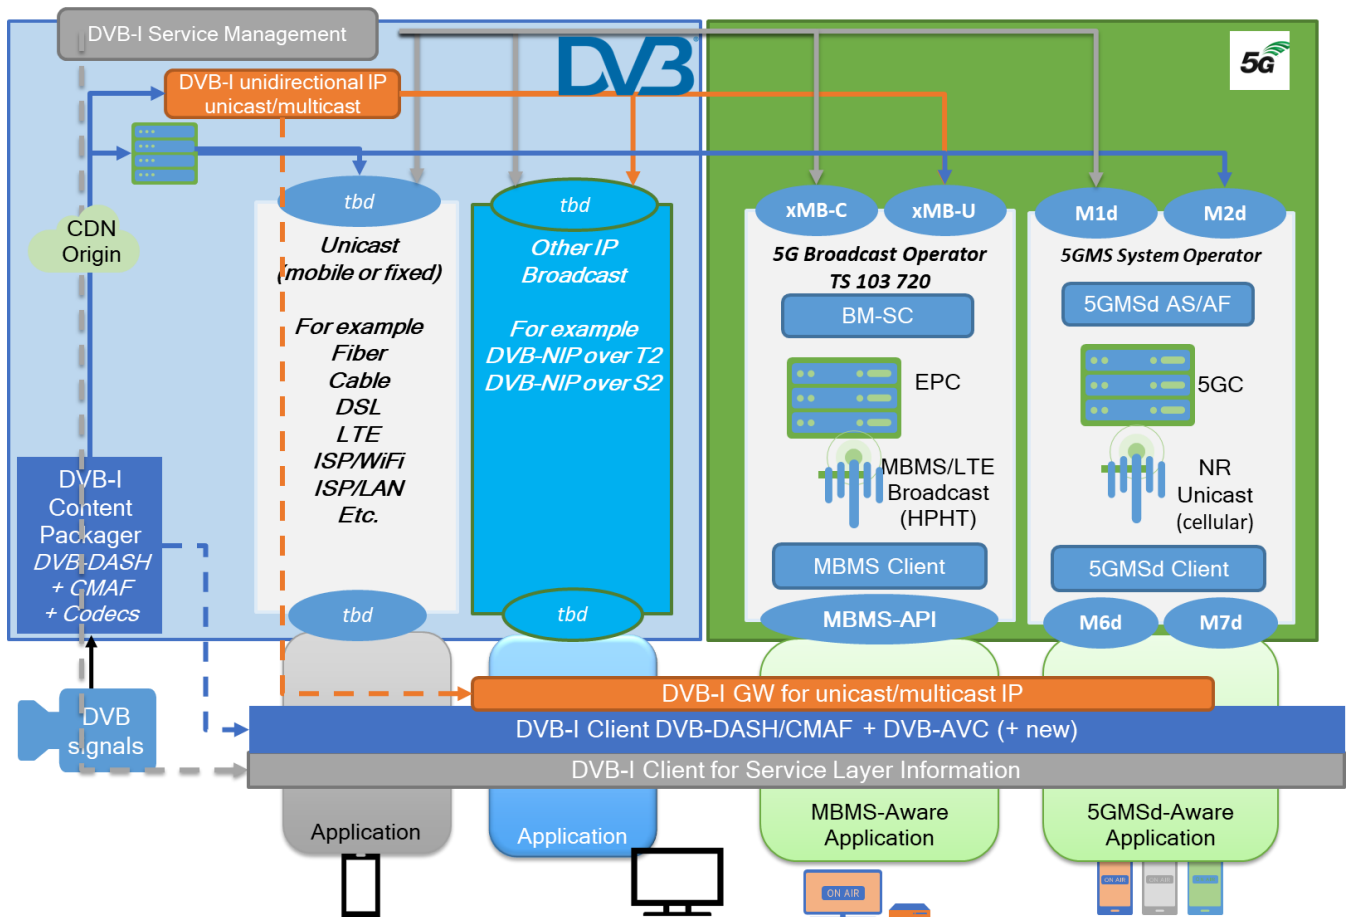 DVB-I Service Management
DVB-I unidirectional IP
unicast/multicast
DVB
5G
CDN
Origin
tbd
Unicast
(mobile or fixed)
For example
Fiber
Cable
DSL
LTE
ISP/WiFi
ISP/LAN
Etc.
tbd
tbd
Other IP
Broadcast
For example
DVB-NIP over T2
DVB-NIP over S2
tbd
xMB-C
xMB-U
5G Broadcast Operator
TS 103 720
BM-SC
EPC
MBMS/LTE
Broadcast
(HPHT)
MBMS Client
MBMS-API
M1d
M2d
5GMS System Operator
5GMSd AS/AF
5GC
NR
Unicast
(cellular)
5GMSd Client
M6d
M7d
DVB-I
Content
Packager
DVB-DASH
+ CMAF
+ Codecs
DVB
signals
DVB-I GW for unicast/multicast IP
DVB-I Client DVB-DASH/CMAF + DVB-AVC (+ new)
DVB-I Client for Service Layer Information
Application
Application
MBMS-Aware
Application
5GMSd-Aware
Application
ON AIR
ON AIR
ON AIR